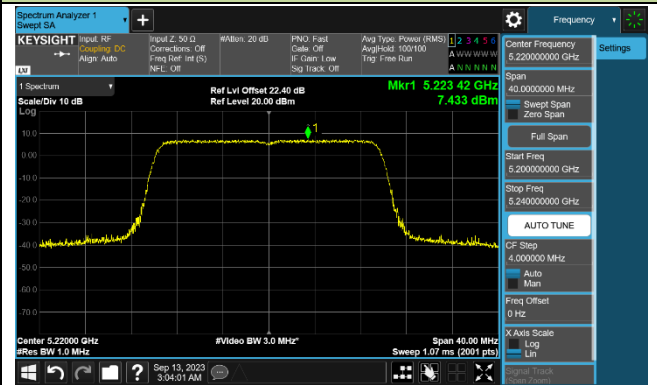 Spectrum Analyzer 1
Swept SA
Frequency
KEYSIGHT
Input: RF
Coupling: DC
Align: Auto
Input Z: 50 Ω
Corrections: Off
Freq Ref: Int (S)
NFE: Off
#Atten: 20 dB
PNO: Fast
Gate: Off
IF Gain: Low
Sig Track: Off
Avg Type: Power (RMS)
Avg|Hold: 100/100
Trig: Free Run
1 2 3 4 5 6
A W W W W W
A N N N N N
LXI
1 Spectrum
Scale/Div 10 dB
Log
Ref Lvl Offset 22.40 dB
Ref Level 20.00 dBm
Mkr1 5.223 42 GHz
7.433 dBm
1
10.0
0.00
-10.0
-20.0
-30.0
-40.0
-50.0
-60.0
-70.0
Center 5.22000 GHz
#Res BW 1.0 MHz
#Video BW 3.0 MHz*
Span 40.00 MHz
Sweep 1.07 ms (2001 pts)
Center Frequency
5.220000000 GHz
Settings
Span
40.0000000 MHz
Swept Span
Zero Span
Full Span
Start Freq
5.200000000 GHz
Stop Freq
5.240000000 GHz
AUTO TUNE
CF Step
4.000000 MHz
Auto
Man
Freq Offset
0 Hz
X Axis Scale
Log
Lin
Signal Track
(Span Zoom)
Sep 13, 2023
3:04:01 AM